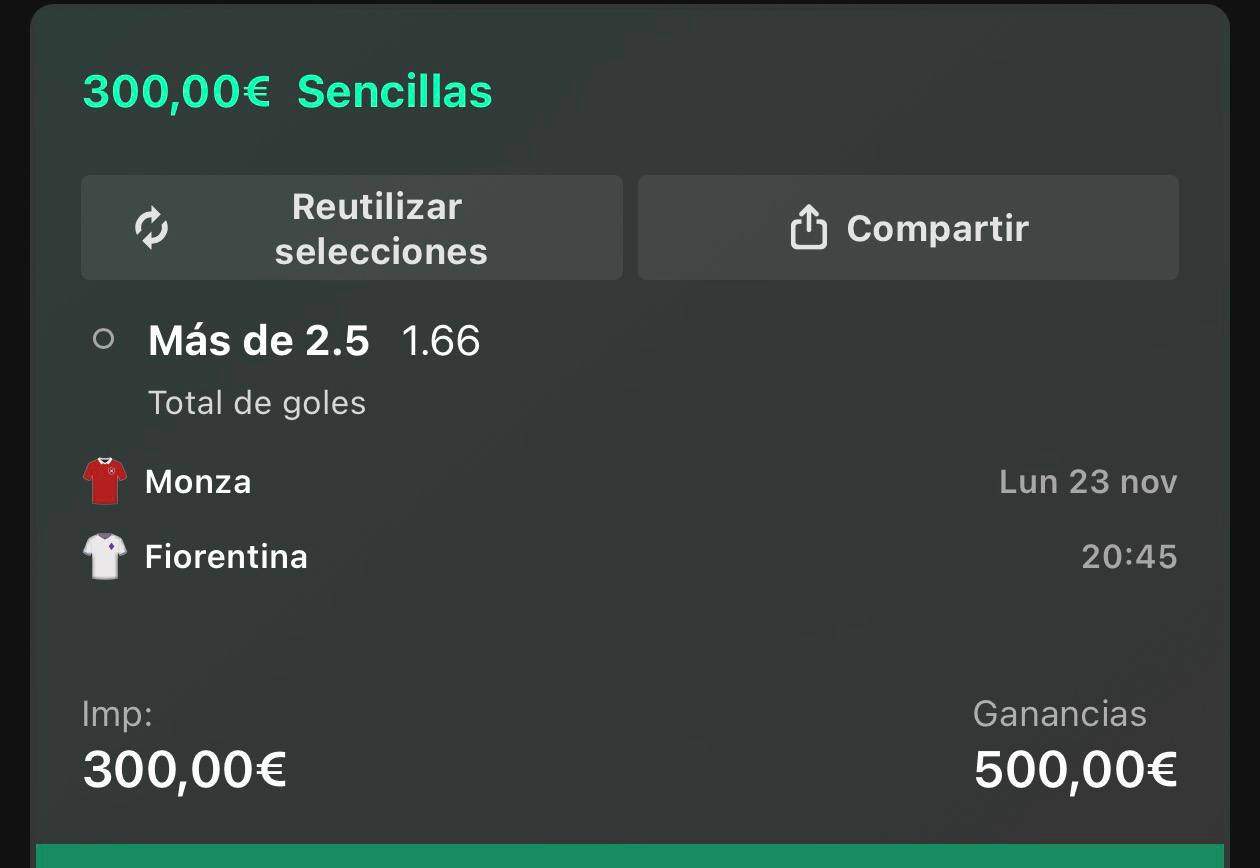 300,00€ Sencillas
Reutilizar
selecciones
Compartir
Más de 2.5 1.66
Total de goles
Monza
Lun 23 nov
Fiorentina
20:45
Imp:
Ganancias
300,00€
500,00€